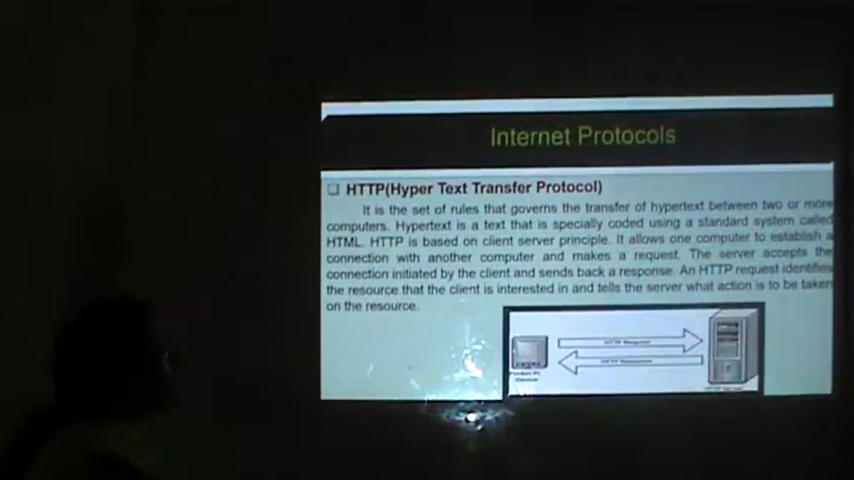 Internet Protocols
❑ HTTP(Hyper Text Transfer Protocol)
It is the set of rules that governs the transfer of hypertext between two or more
computers. Hypertext is a text that is specially coded using a standard system called
HTML. HTTP is based on client server principle. It allows one computer to establish a
connection with another computer and makes a request. The server accepts the
connection initiated by the client and sends back a response. An HTTP request identifies
the resource that the client is interested in and tells the server what action is to be taken
on the resource.
HTTP Request
HTTP Response